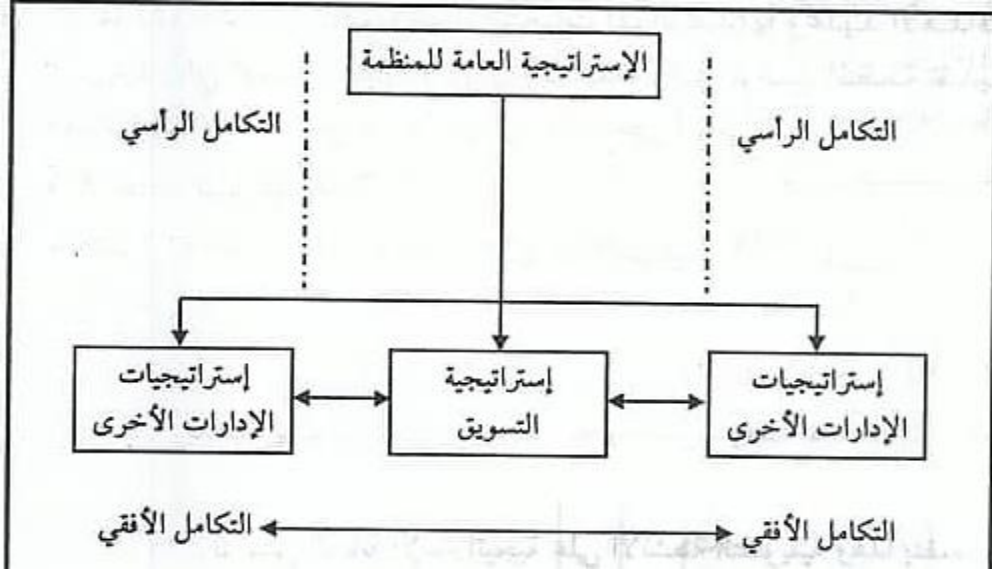 الإستراتيجية العامة للمنظمة
التكامل الرأسي
التكامل الرأسي
إستراتيجيات
الإدارات الأخرى
إستراتيجية
التسويق
إستراتيجيات
الإدارات الأخرى
التكامل الأفقي
التكامل الأفقي